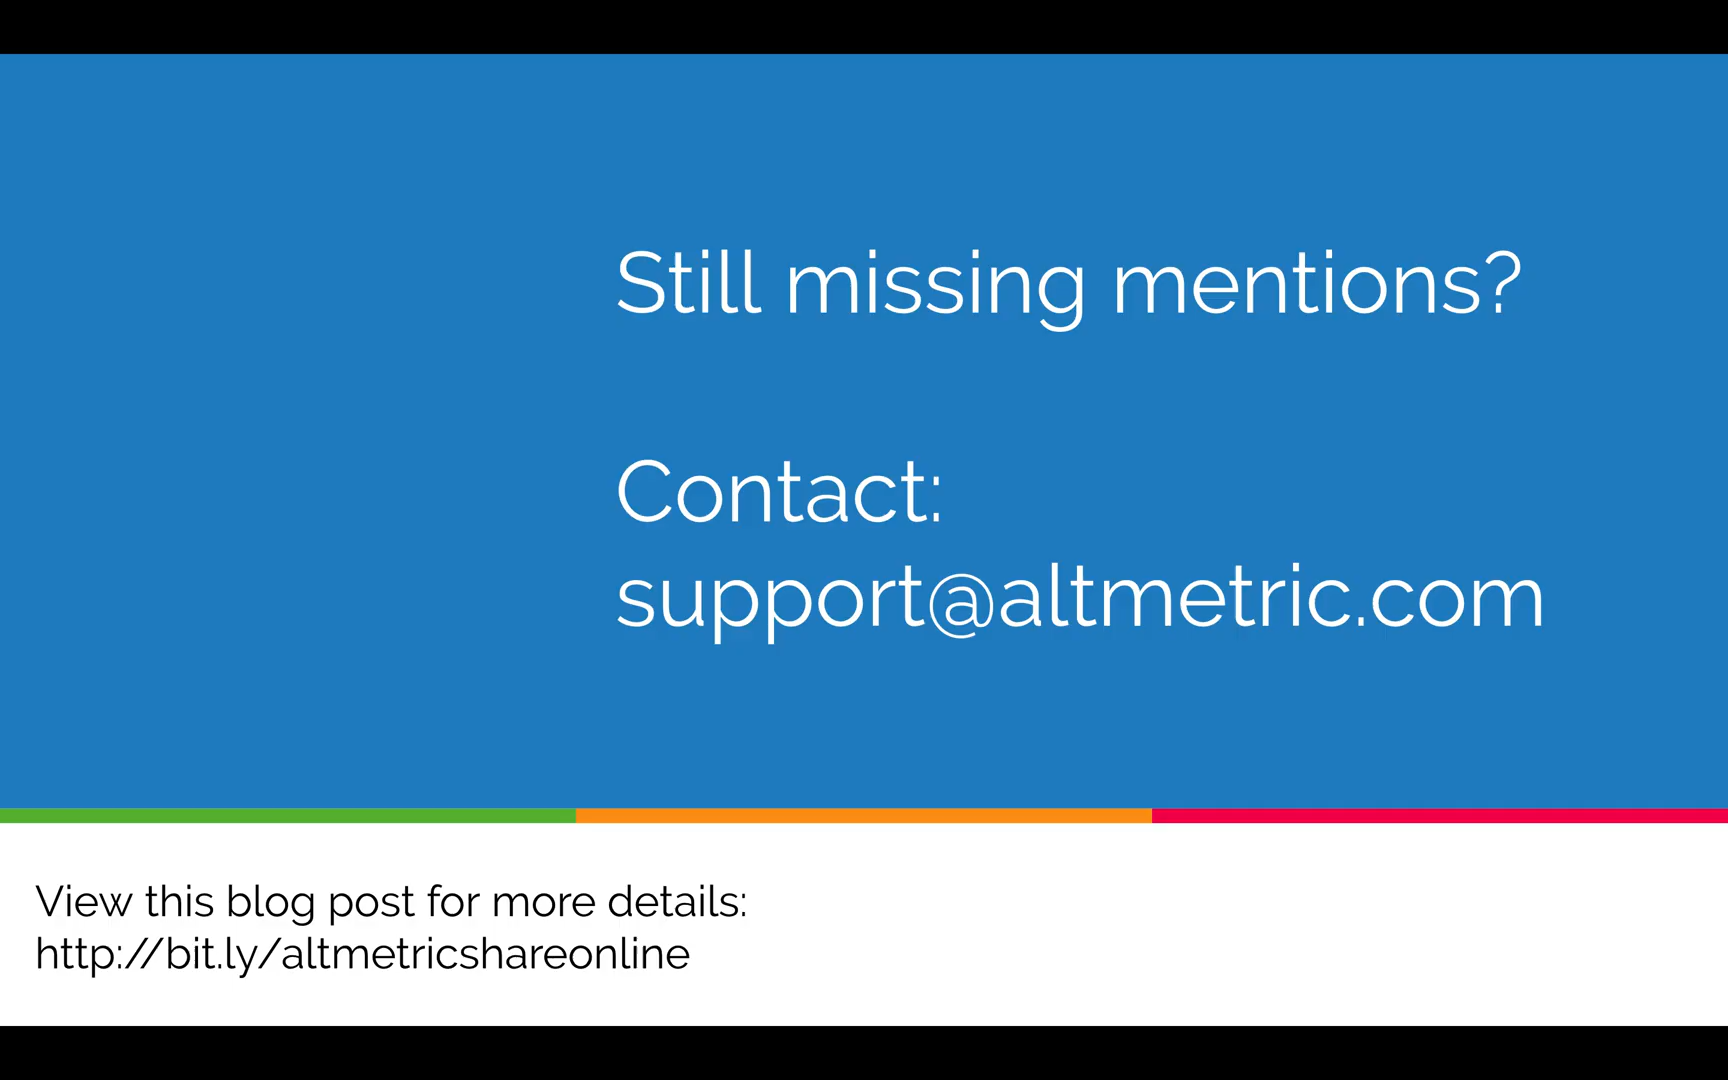 Still missing mentions?
Contact:
support@altmetric.com
View this blog post for more details:
http://bit.ly/altmetricshareonline